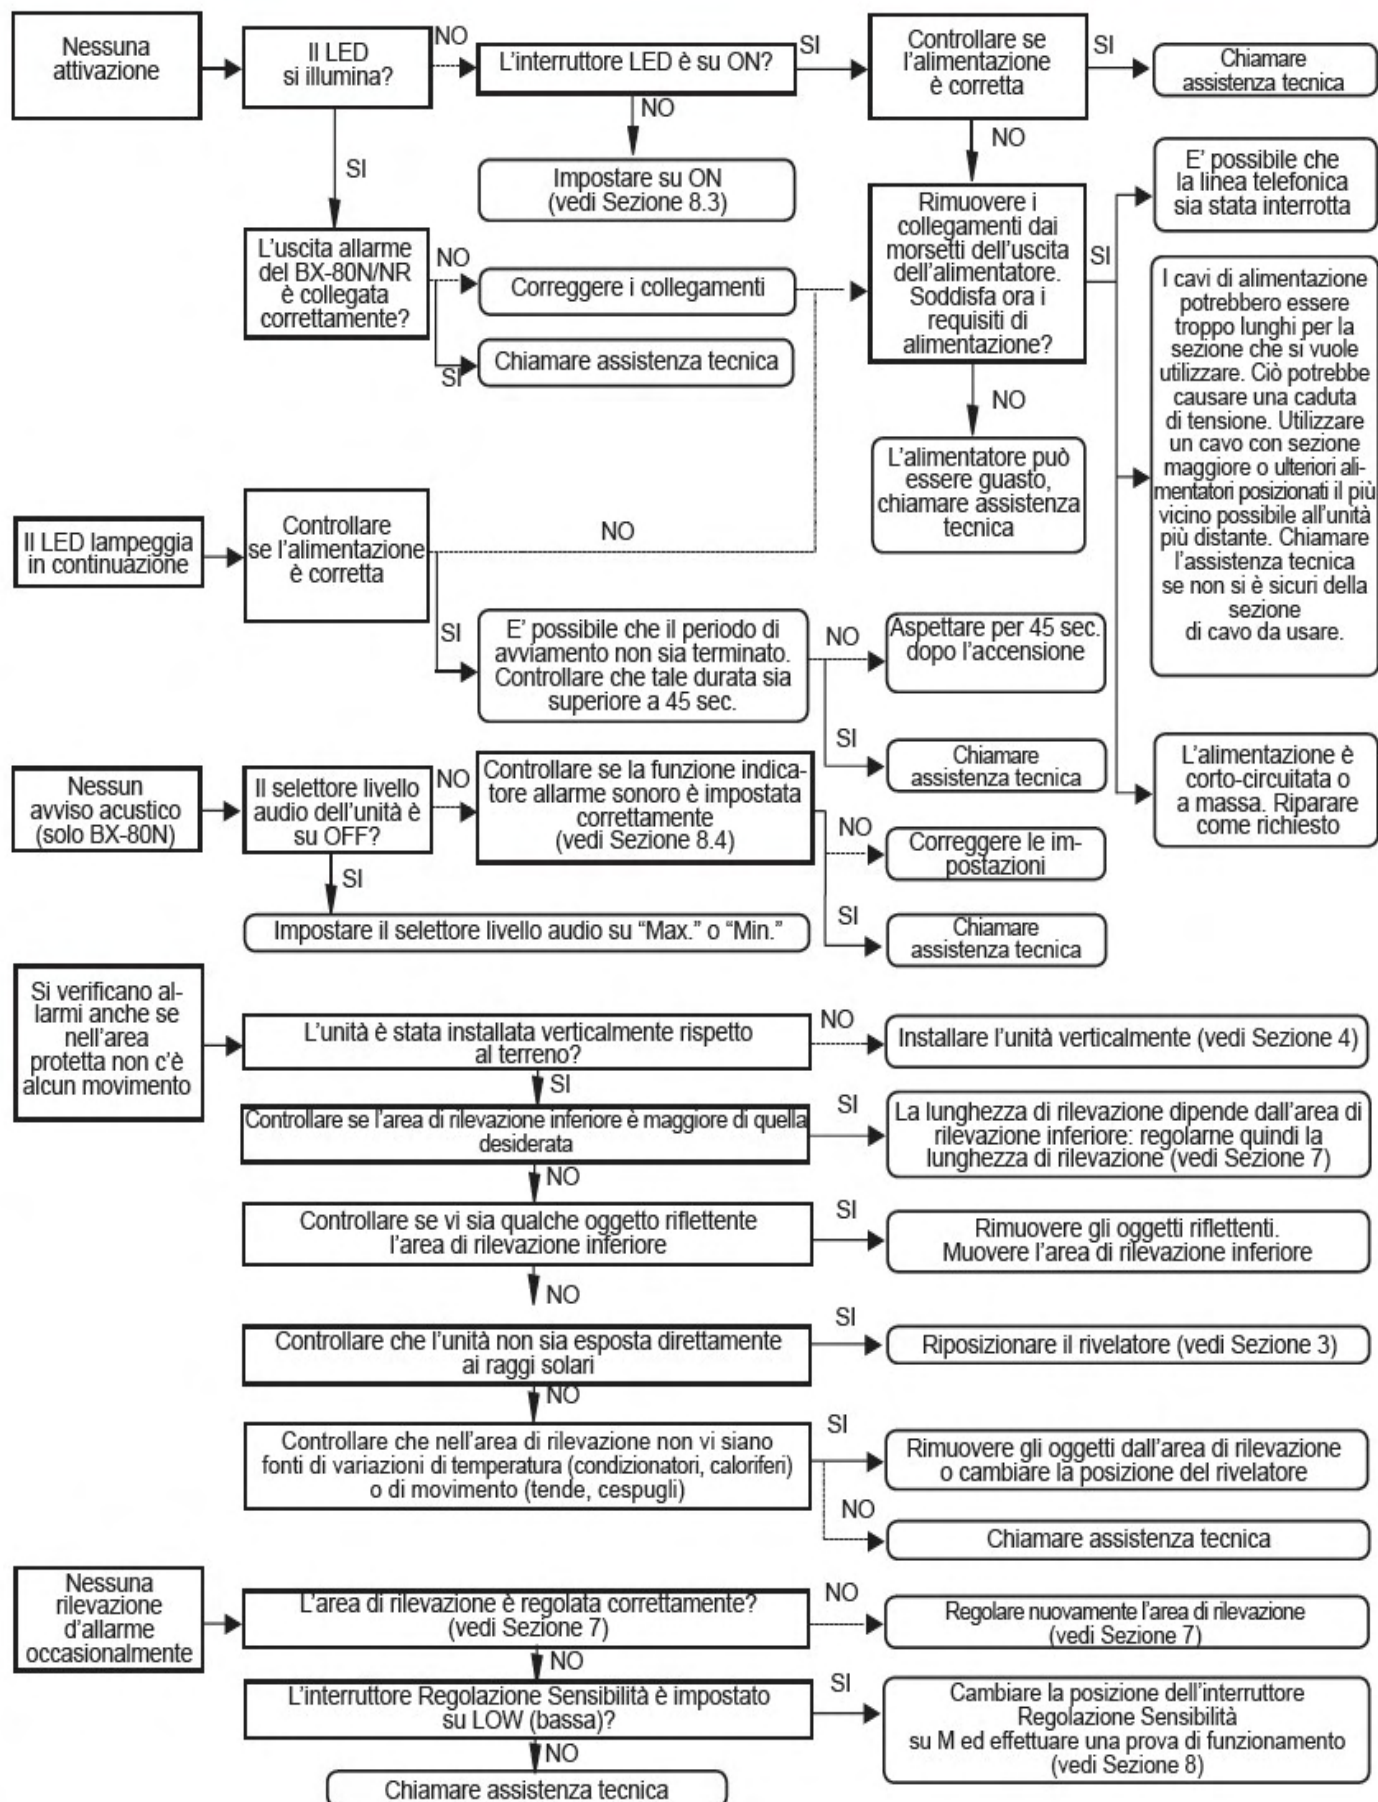 Nessuna
attivazione
Il LED
si illumina?
NO
L'interruttore LED è su ON?
SI
Controllare se
l'alimentazione
è corretta
SI
Chiamare
assistenza tecnica
NO
Impostare su ON
(vedi Sezione 8.3)
SI
NO
E' possibile che
la linea telefonica
sia stata interrotta
L'uscita allarme
del BX-80N/NR
è collegata
correttamente?
NO
Correggere i collegamenti
SI
Chiamare assistenza tecnica
Rimuovere i
collegamenti dai
morsetti dell'uscita
dell'alimentatore.
Soddisfa ora i
requisiti di
alimentazione?
SI
I cavi di alimentazione
potrebbero essere
troppo lunghi per la
sezione che si vuole
utilizzare. Ciò potrebbe
causare una caduta
di tensione. Utilizzare
un cavo con sezione
maggiore o ulteriori ali-
mentatori posizionati il più
vicino possibile all'unità
più distante. Chiamare
l'assistenza tecnica
se non si è sicuri della
sezione
di cavo da usare.
NO
L'alimentatore può
essere guasto,
chiamare assistenza
tecnica
Il LED lampeggia
in continuazione
Controllare
se l'alimentazione
è corretta
NO
SI
E' possibile che il periodo di
avviamento non sia terminato.
Controllare che tale durata sia
superiore a 45 sec.
NO
Aspettare per 45 sec.
dopo l'accensione
SI
Chiamare
assistenza tecnica
L'alimentazione è
corto-circuitata o
a massa. Riparare
come richiesto
Nessun
avviso acustico
(solo BX-80N)
Il selettore livello
audio dell'unità è
su OFF?
NO
Controllare se la funzione indica-
tore allarme sonoro è impostata
correttamente
(vedi Sezione 8.4)
NO
Correggere le im-
postazioni
SI
Impostare il selettore livello audio su “Max.” o “Min.”
SI
Chiamare
assistenza tecnica
Si verificano al-
larmi anche se
nell'area
protetta non c'è
alcun movimento
L'unità è stata installata verticalmente rispetto
al terreno?
NO
Installare l'unità verticalmente (vedi Sezione 4)
SI
Controllare se l'area di rilevazione inferiore è maggiore di quella
desiderata
SI
La lunghezza di rilevazione dipende dall'area di
rilevazione inferiore: regolarne quindi la
lunghezza di rilevazione (vedi Sezione 7)
NO
Controllare se vi sia qualche oggetto riflettente
l'area di rilevazione inferiore
SI
Rimuovere gli oggetti riflettenti.
Muovere l'area di rilevazione inferiore
NO
Controllare che l'unità non sia esposta direttamente
ai raggi solari
SI
Riposizionare il rivelatore (vedi Sezione 3)
NO
Controllare che nell'area di rilevazione non vi siano
fonti di variazioni di temperatura (condizionatori, caloriferi)
o di movimento (tende, cespugli)
SI
Rimuovere gli oggetti dall'area di rilevazione
o cambiare la posizione del rivelatore
NO
Chiamare assistenza tecnica
Nessuna
rilevazione
d'allarme
occasionalmente
L'area di rilevazione è regolata correttamente?
(vedi Sezione 7)
NO
Regolare nuovamente l'area di rilevazione
(vedi Sezione 7)
NO
L'interruttore Regolazione Sensibilità è impostato
su LOW (bassa)?
SI
Cambiare la posizione dell'interruttore
Regolazione Sensibilità
su M ed effettuare una prova di funzionamento
(vedi Sezione 8)
NO
Chiamare assistenza tecnica